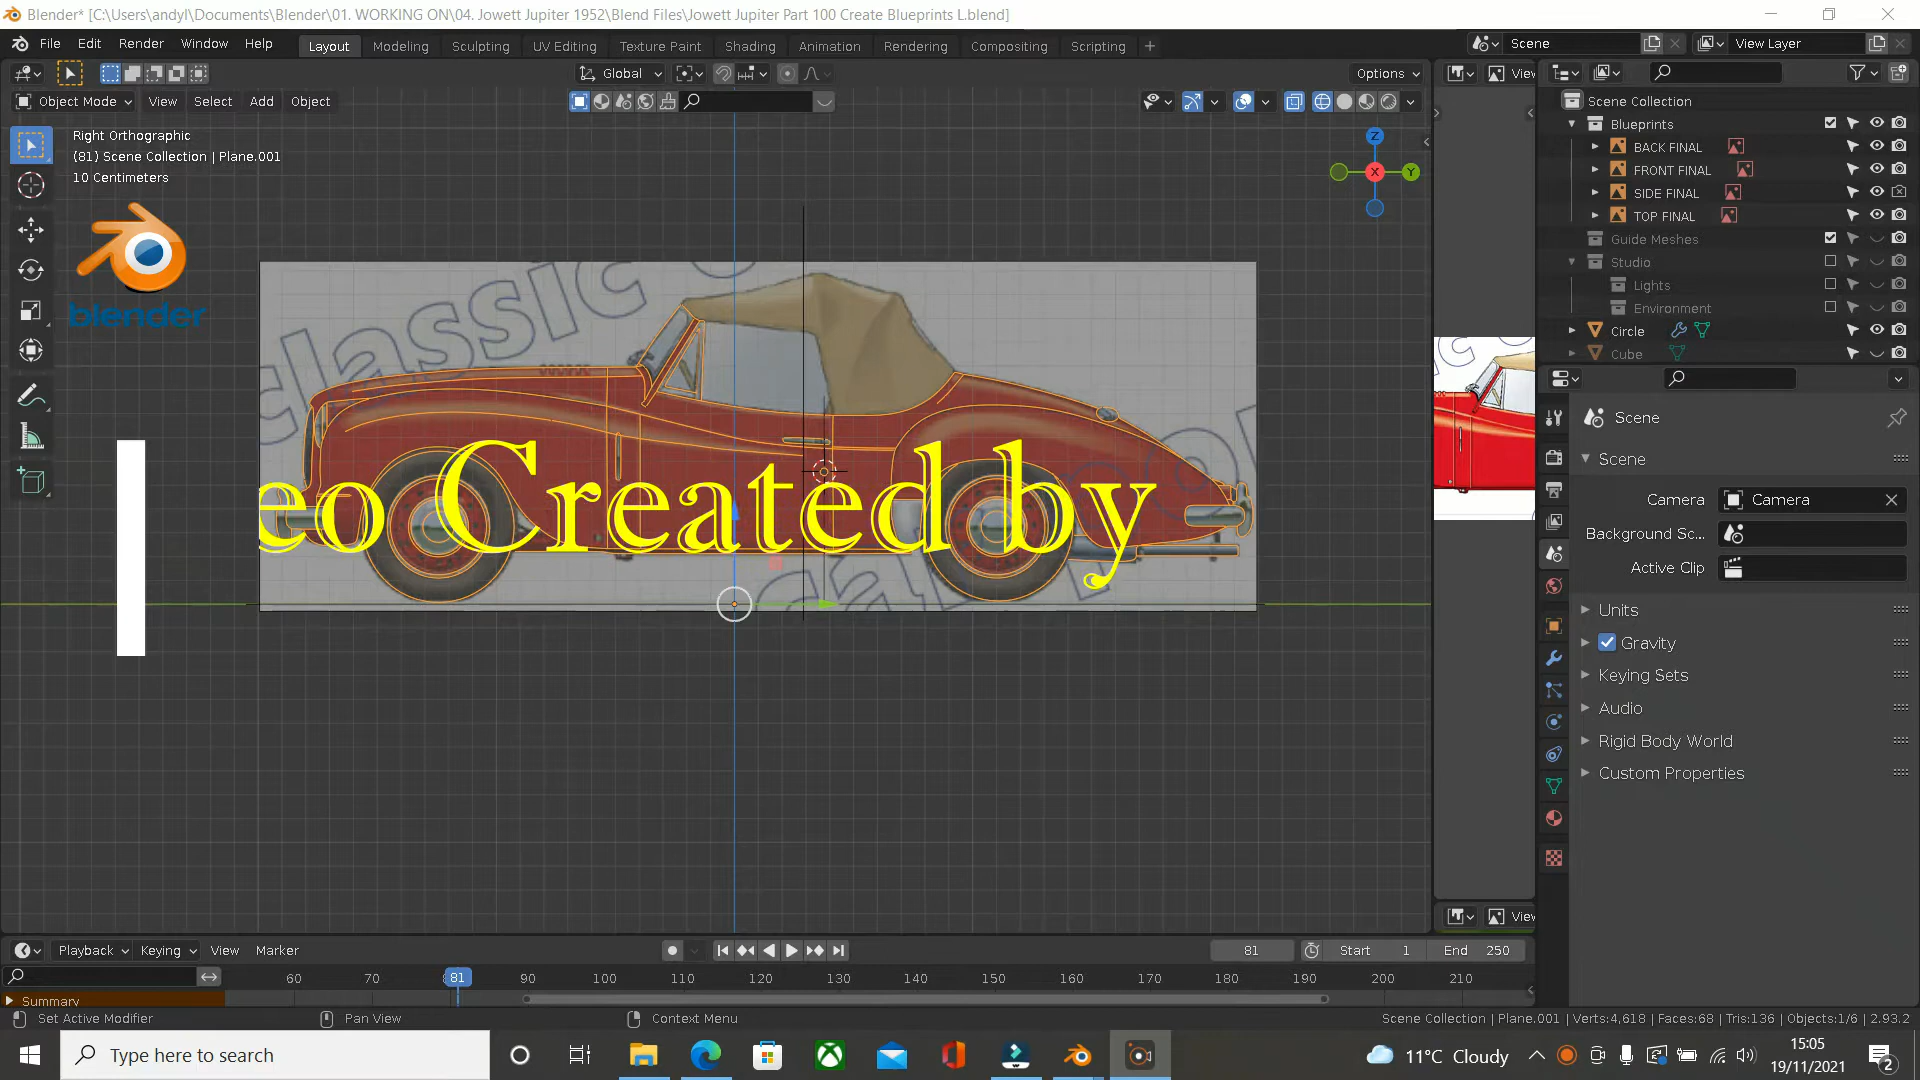 Blender* [C:\Users\andyl\Documents\Blender\01. WORKING ON\04. Jowett Jupiter 1952\Blend Files\Jowett Jupiter Part 100 Create Blueprints L.blend]
File Edit Render Window Help Layout Modeling Sculpting UV Editing Texture Paint Shading Animation Rendering Compositing Scripting + Scene View Layer
Global Options View
Object Mode View Select Add Object
Right Orthographic
(81) Scene Collection | Plane.001
10 Centimeters
blender
Z
X
Y
classic
eo Created by
Scene Collection
Blueprints
BACK FINAL
FRONT FINAL
SIDE FINAL
TOP FINAL
Guide Meshes
Studio
Lights
Environment
Circle
Cube
Scene
Scene
Camera Camera
Background Sc...
Active Clip
Units
Gravity
Keying Sets
Audio
Rigid Body World
Custom Properties
View
Playback Keying View Marker 81 Start 1 End 250
60 70 81 90 100 110 120 130 140 150 160 170 180 190 200 210
Summary
Set Active Modifier Pan View Context Menu Scene Collection | Plane.001 | Verts:4,618 | Faces:68 | Tris:136 | Objects:1/6 | 2.93.2
Type here to search 11°C Cloudy 15:05
19/11/2021
2